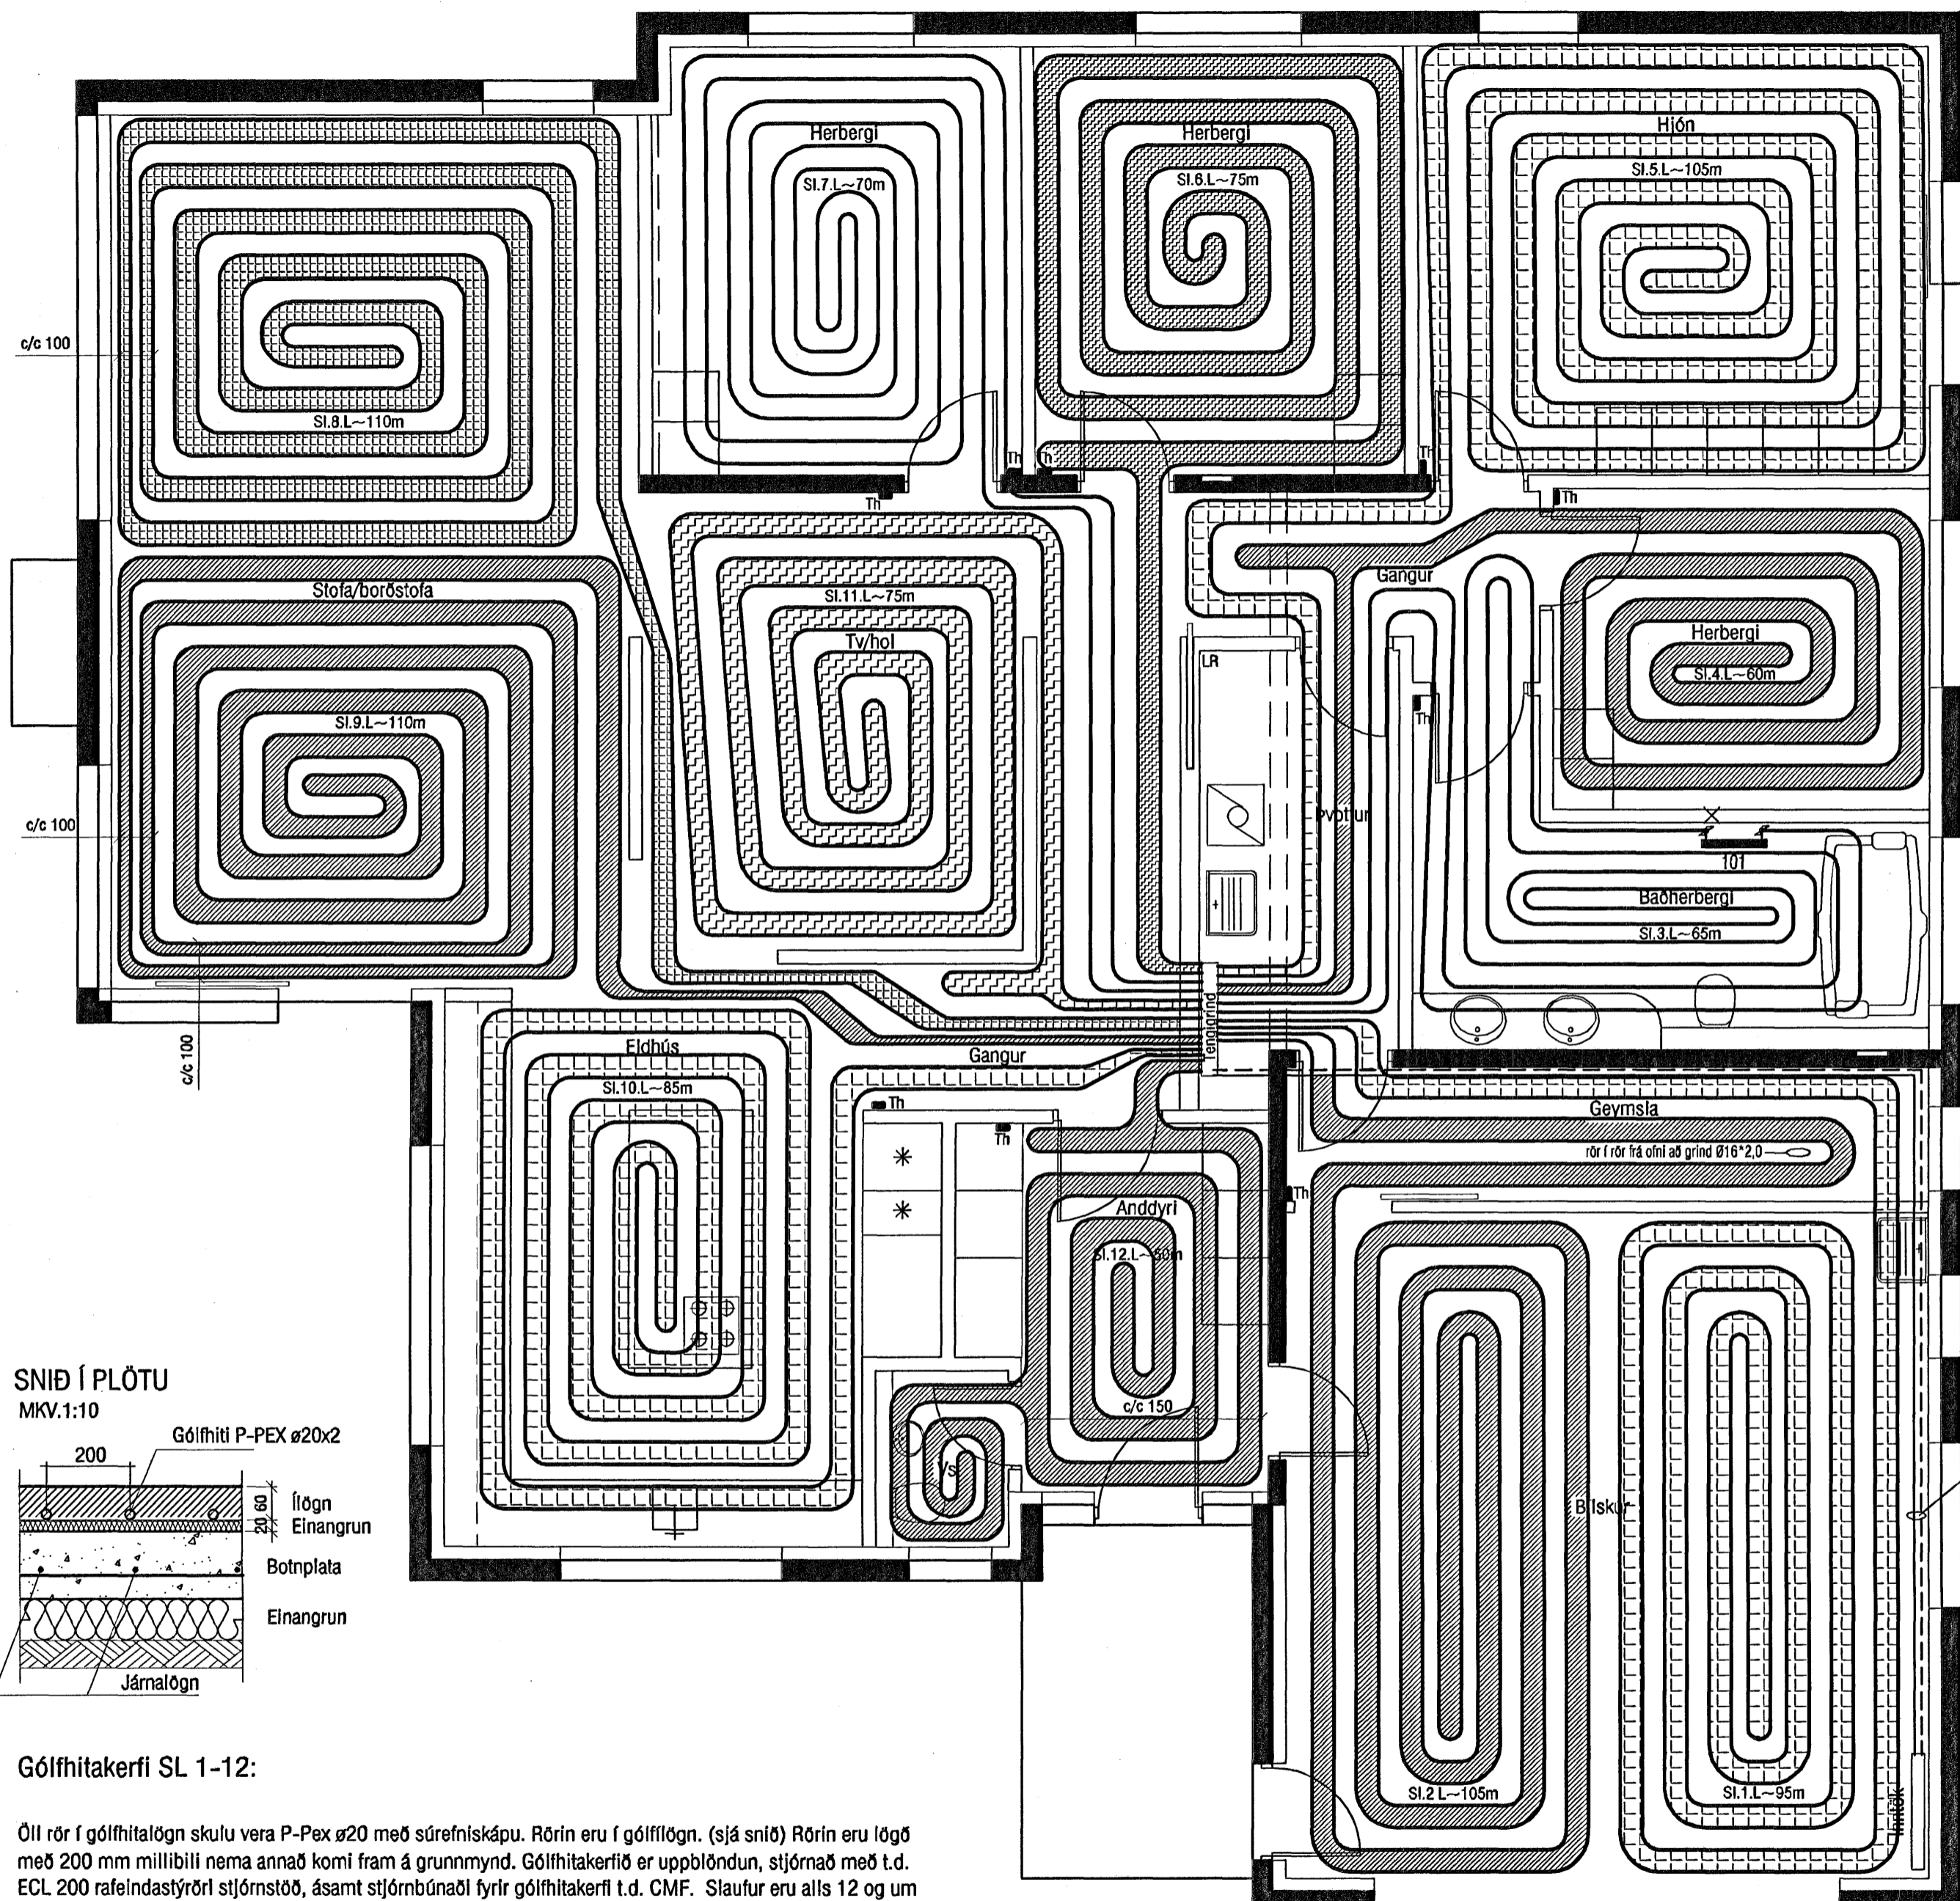 Herbergi
Sl.7.L~70m
Herbergi
Sl.6.L~75m
Hjón
Sl.5.L~105m
c/c 100
Sl.8.L~110m
Th
Th
Th
Th
Th
Stofa/borðstofa
Sl.11.L~75m
Tv/hol
Gangur
Herbergi
Sl.4.L~60m
LR
Th
Sl.9.L~110m
c/c 100
Þvottur
101
Baðherbergi
Sl.3.L~65m
Tengigrind
c/c 100
Eldhús
Gangur
Sl.10.L~85m
Th
Th
Geymsla
rör í rör frá ofni að grind Ø16*2,0
Th
Anddyri
Sl.12.L~50m
c/c 150
Vs
Bílskúr
Sl.2 L~105m
Sl.1.L~95m
Inntök
SNIÐ Í PLÖTU
MKV.1:10
Gólfhiti P-PEX ø20x2
200
60
20
Ílögn
Einangrun
Botnplata
Einangrun
Járnalögn
Gólfhitakerfi SL 1-12:
Öll rör í gólfhitalögn skulu vera P-Pex ø20 með súrefniskápu. Rörin eru í gólfílögn. (sjá snið) Rörin eru lögð
með 200 mm millibili nema annað komi fram á grunnmynd. Gólfhitakerfið er uppblöndun, stjórnað með t.d.
ECL 200 rafeindastýrðri stjórnstöð, ásamt stjórnbúnaði fyrir gólfhitakerfi t.d. CMF. Slaufur eru alls 12 og um